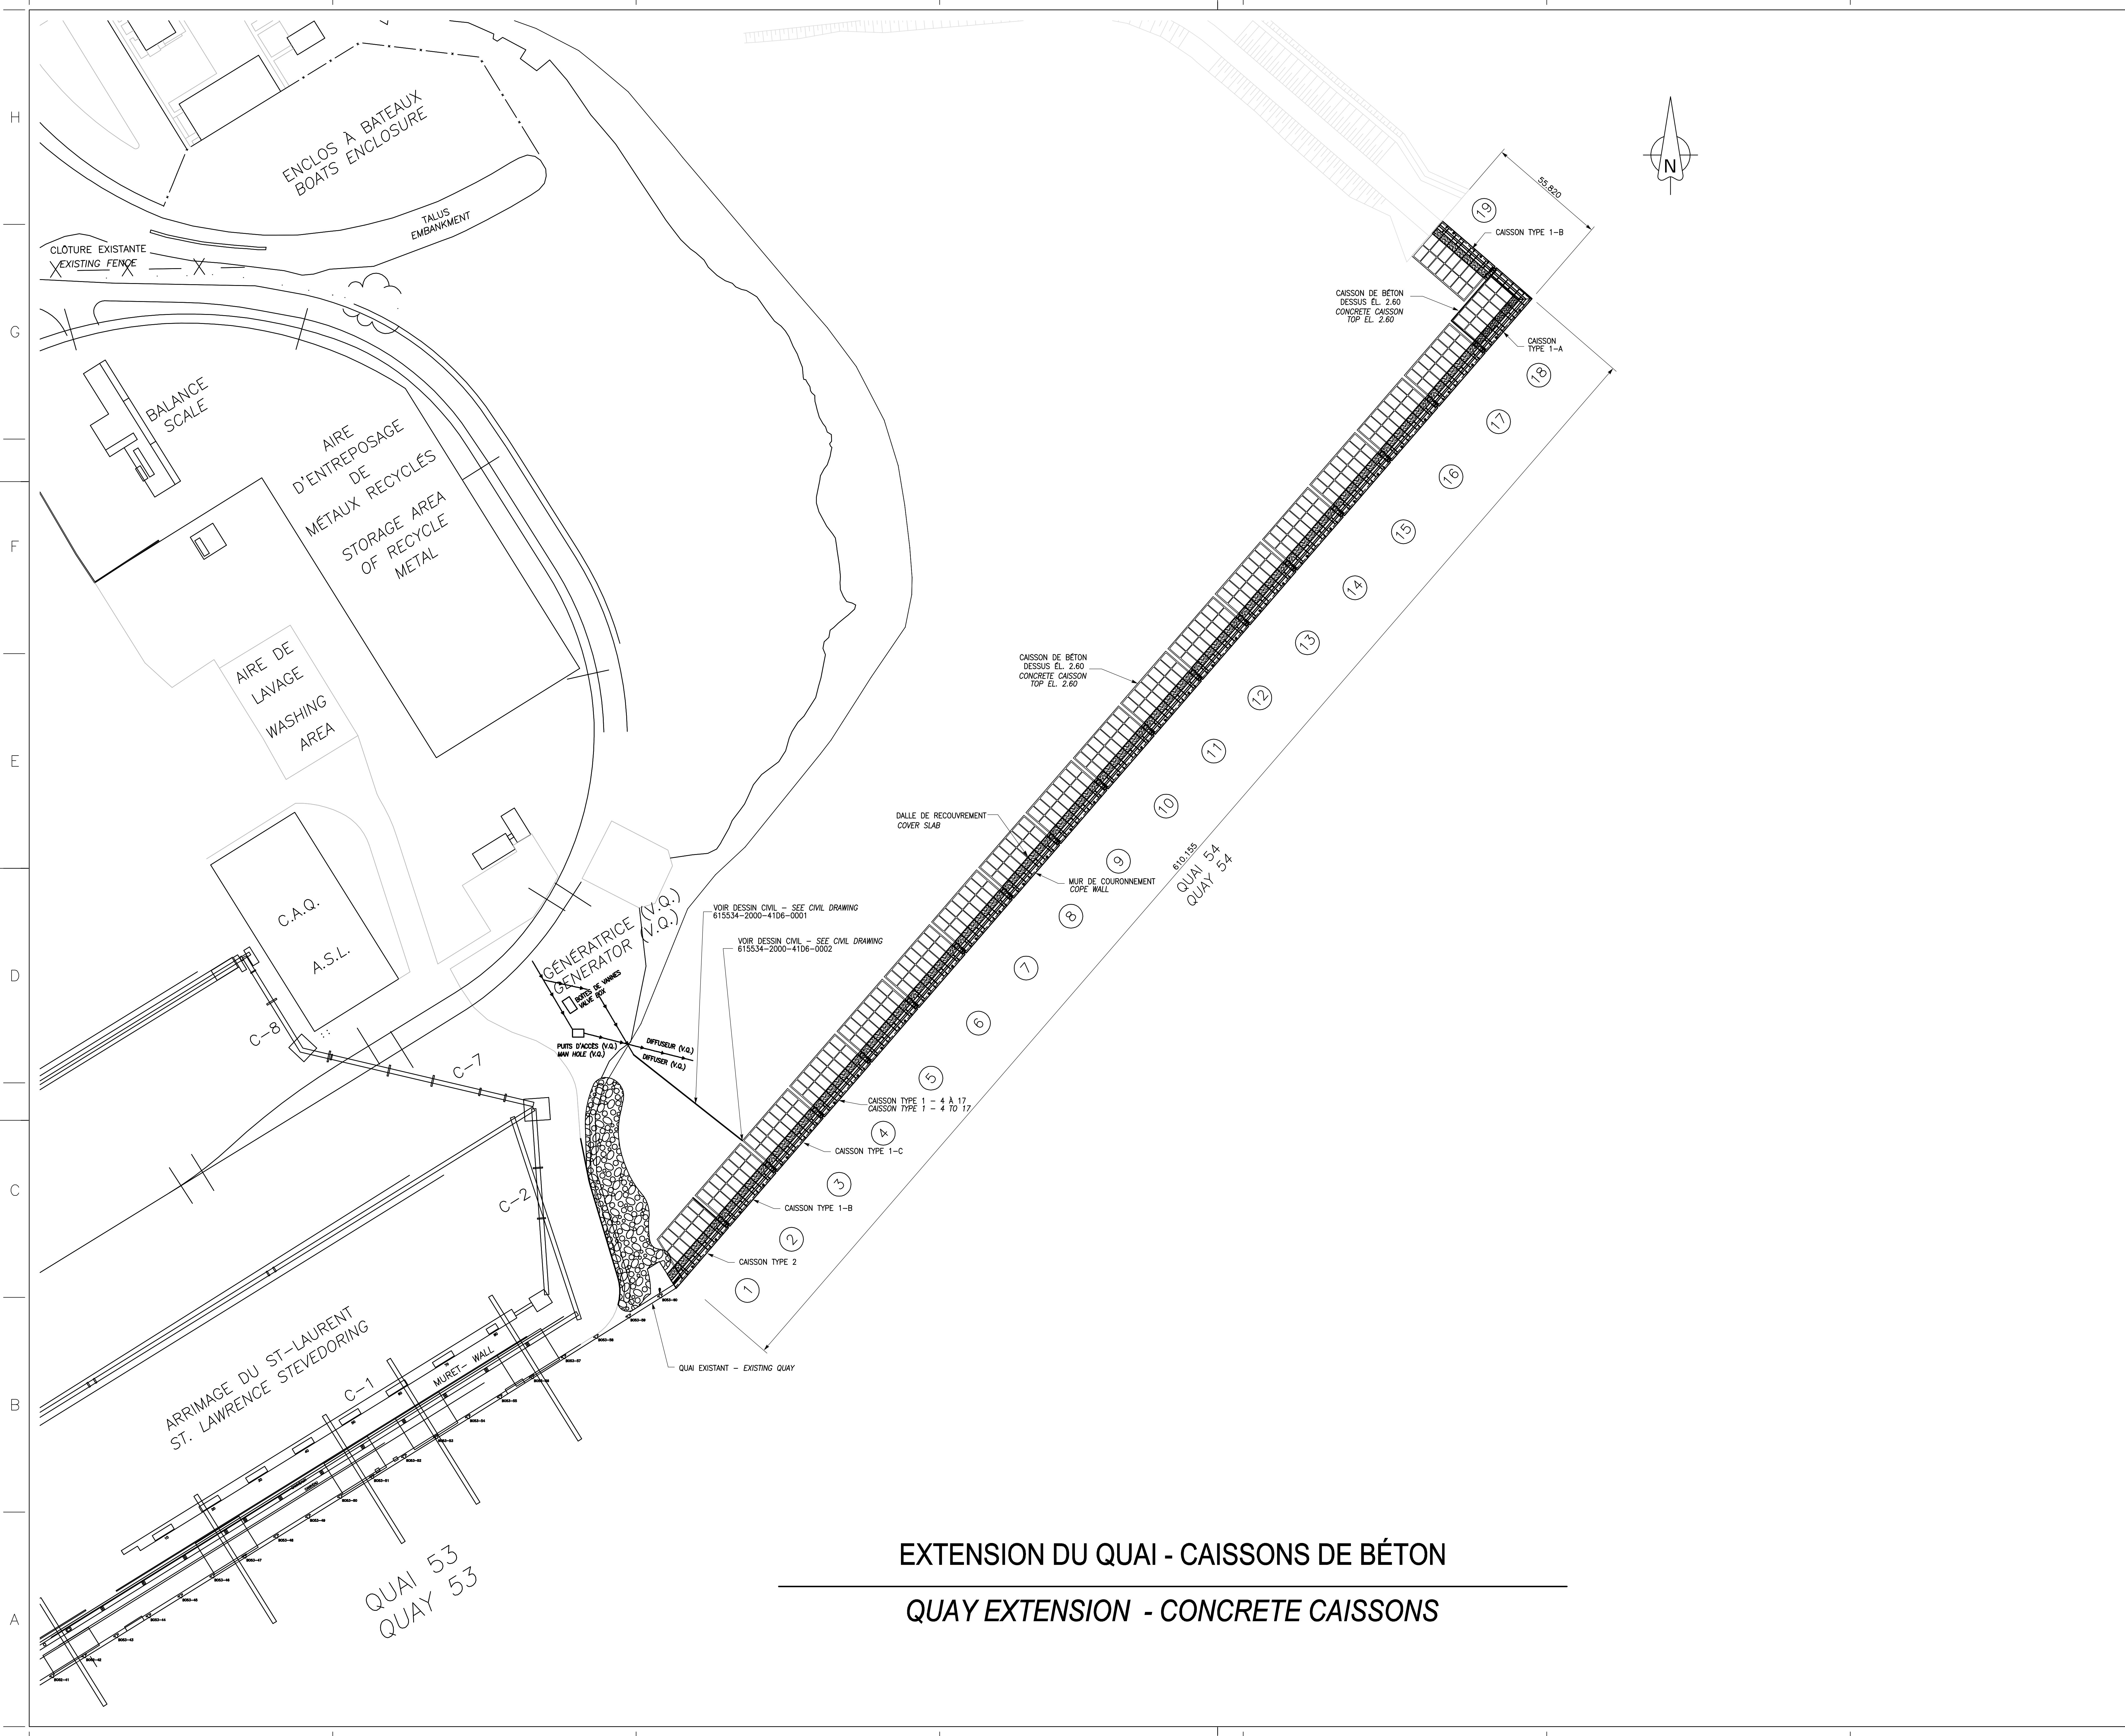 H
G
F
E
D
C
B
A
ENCLOS À BATEAUX
BOATS ENCLOSURE
TALUS
EMBANKMENT
CLÔTURE EXISTANTE
EXISTING FENCE
BALANCE
SCALE
AIRE
D'ENTREPOSAGE
DE
MÉTAUX RECYCLÉS
STORAGE AREA
OF RECYCLE
METAL
AIRE DE
LAVAGE
WASHING
AREA
C.A.Q.
A.S.L.
C-8
C-7
C-2
C-1
GÉNÉRATRICE (V.Q.)
GENERATOR (V.Q.)
BOÎTES DE VANNES
VALVE BOX
PUITS D'ACCÈS (V.Q.)
MAN HOLE (V.Q.)
DIFFUSEUR (V.Q.)
DIFFUSER (V.Q.)
VOIR DESSIN CIVIL – SEE CIVIL DRAWING
615534-2000-41D6-0001
VOIR DESSIN CIVIL – SEE CIVIL DRAWING
615534-2000-41D6-0002
N
55.820
19
CAISSON TYPE 1-B
CAISSON DE BÉTON
DESSUS ÉL. 2.60
CONCRETE CAISSON
TOP EL. 2.60
CAISSON
TYPE 1-A
18
17
16
15
14
13
12
11
10
9
8
7
6
5
4
3
2
1
CAISSON DE BÉTON
DESSUS ÉL. 2.60
CONCRETE CAISSON
TOP EL. 2.60
DALLE DE RECOUVREMENT
COVER SLAB
610.155
QUAI 54
QUAY 54
MUR DE COURONNEMENT
COPE WALL
CAISSON TYPE 1 – 4 À 17
CAISSON TYPE 1 – 4 TO 17
CAISSON TYPE 1-C
CAISSON TYPE 1-B
CAISSON TYPE 2
QUAI EXISTANT – EXISTING QUAY
ARRIMAGE DU ST-LAURENT
ST. LAWRENCE STEVEDORING
MURET- WALL
QUAI 53
QUAY 53
EXTENSION DU QUAI - CAISSONS DE BÉTON
QUAY EXTENSION - CONCRETE CAISSONS